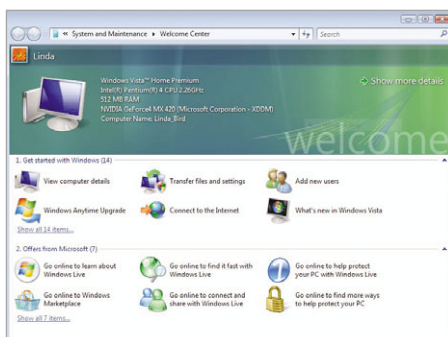 « System and Maintenance ▸ Welcome Center
Search
Linda
Windows Vista™ Home Premium
Intel(R) Pentium(R) 4 CPU 2.26GHz
512 MB RAM
NVIDIA GeForce4 MX 420 (Microsoft Corporation - XDDM)
Computer Name: Linda_Bird
Show more details
welcome
1. Get started with Windows (14)
View computer details
Transfer files and settings
Add new users
Windows Anytime Upgrade
Connect to the Internet
What's new in Windows Vista
Show all 14 items...
2. Offers from Microsoft (7)
Go online to learn about
Windows Live
Go online to find it fast with
Windows Live
Go online to help protect
your PC with Windows Live
Go online to Windows
Marketplace
Go online to connect and
share with Windows Live
Go online to find more ways
to help protect your PC
Show all 7 items...